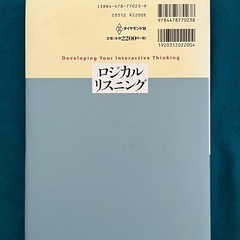 ISBN4-478-77023-9
C0312 ¥2200E
ダイヤモンド社
定価(本体2200円+税)
9784478770238
1920312022004
Developing Your Interactive Thinking
ロジカル
リスニング